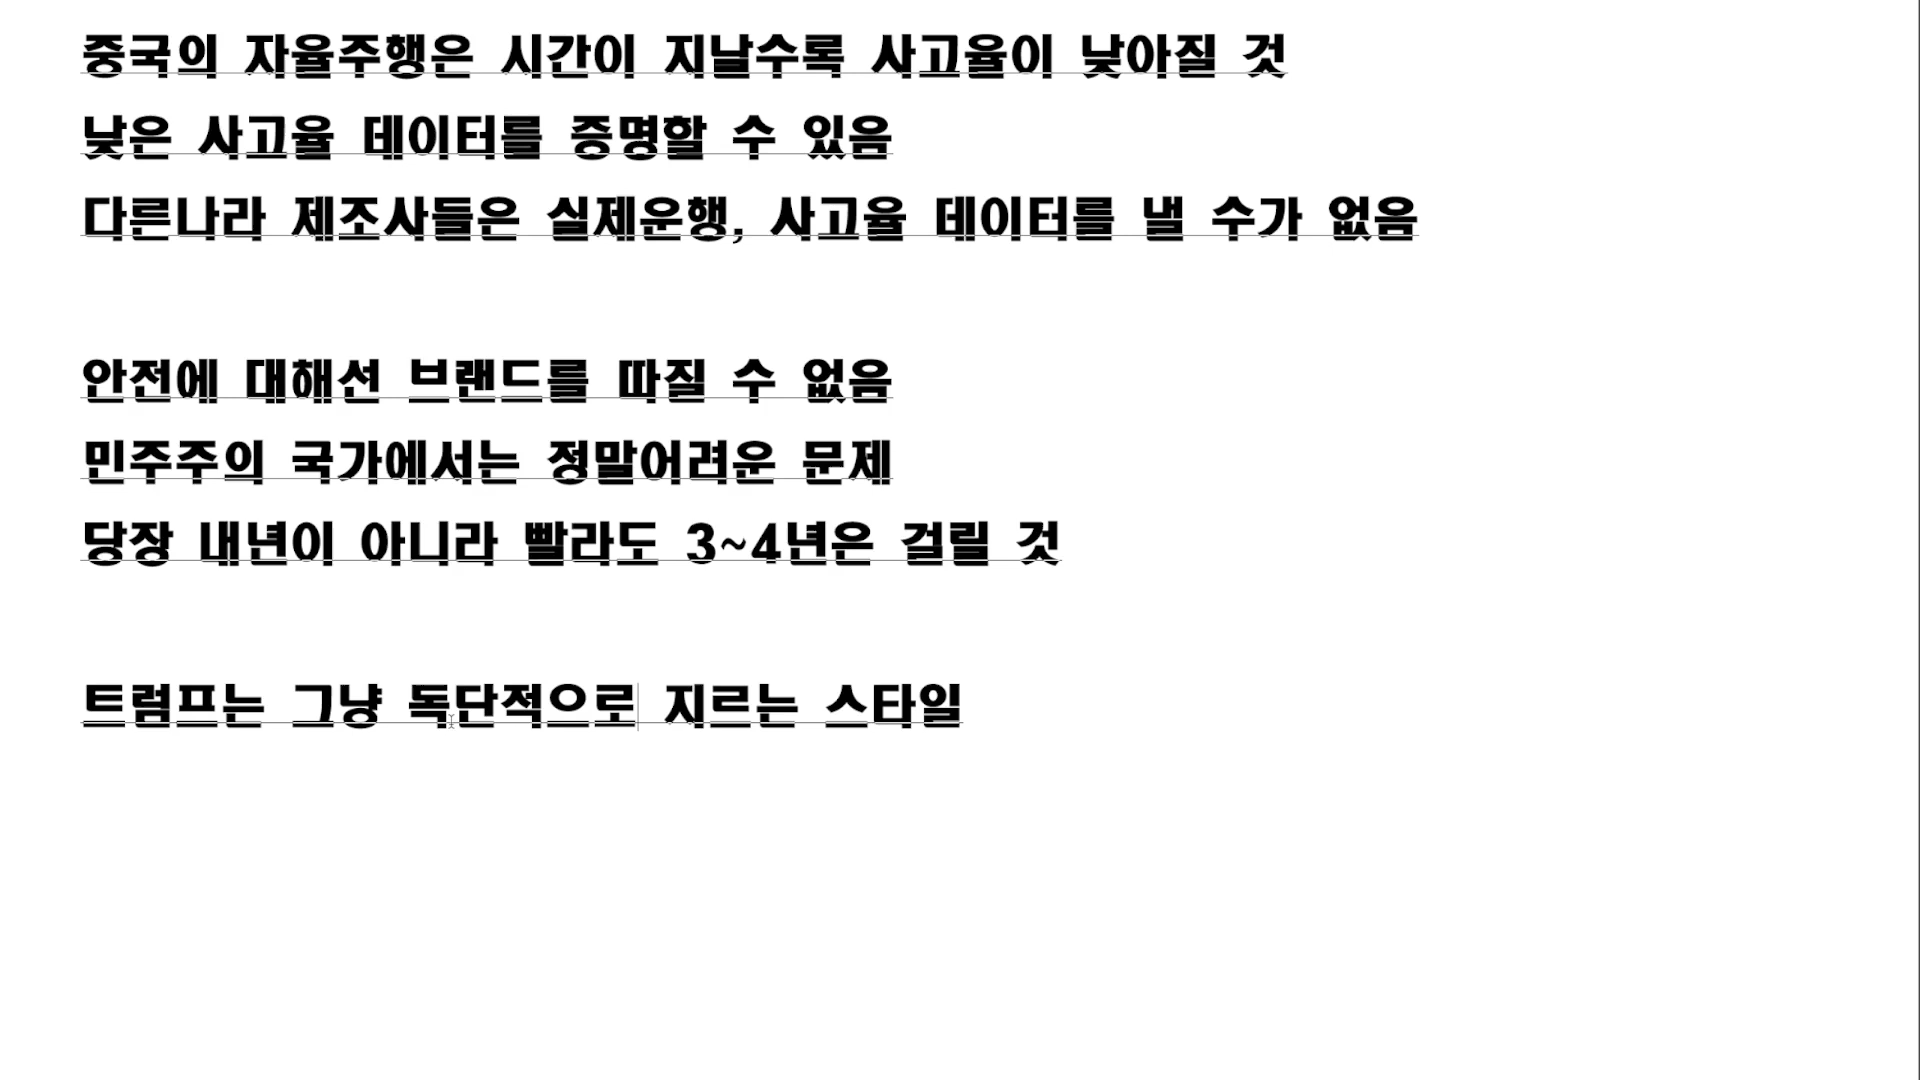 중국의 자율주행은 시간이 지날수록 사고율이 낮아질 것
낮은 사고율 데이터를 증명할 수 있음
다른나라 제조사들은 실제운행, 사고율 데이터를 낼 수가 없음
안전에 대해선 브랜드를 따질 수 없음
민주주의 국가에서는 정말어려운 문제
당장 내년이 아니라 빨라도 3~4년은 걸릴 것
트럼프는 그냥 독단적으로 지르는 스타일